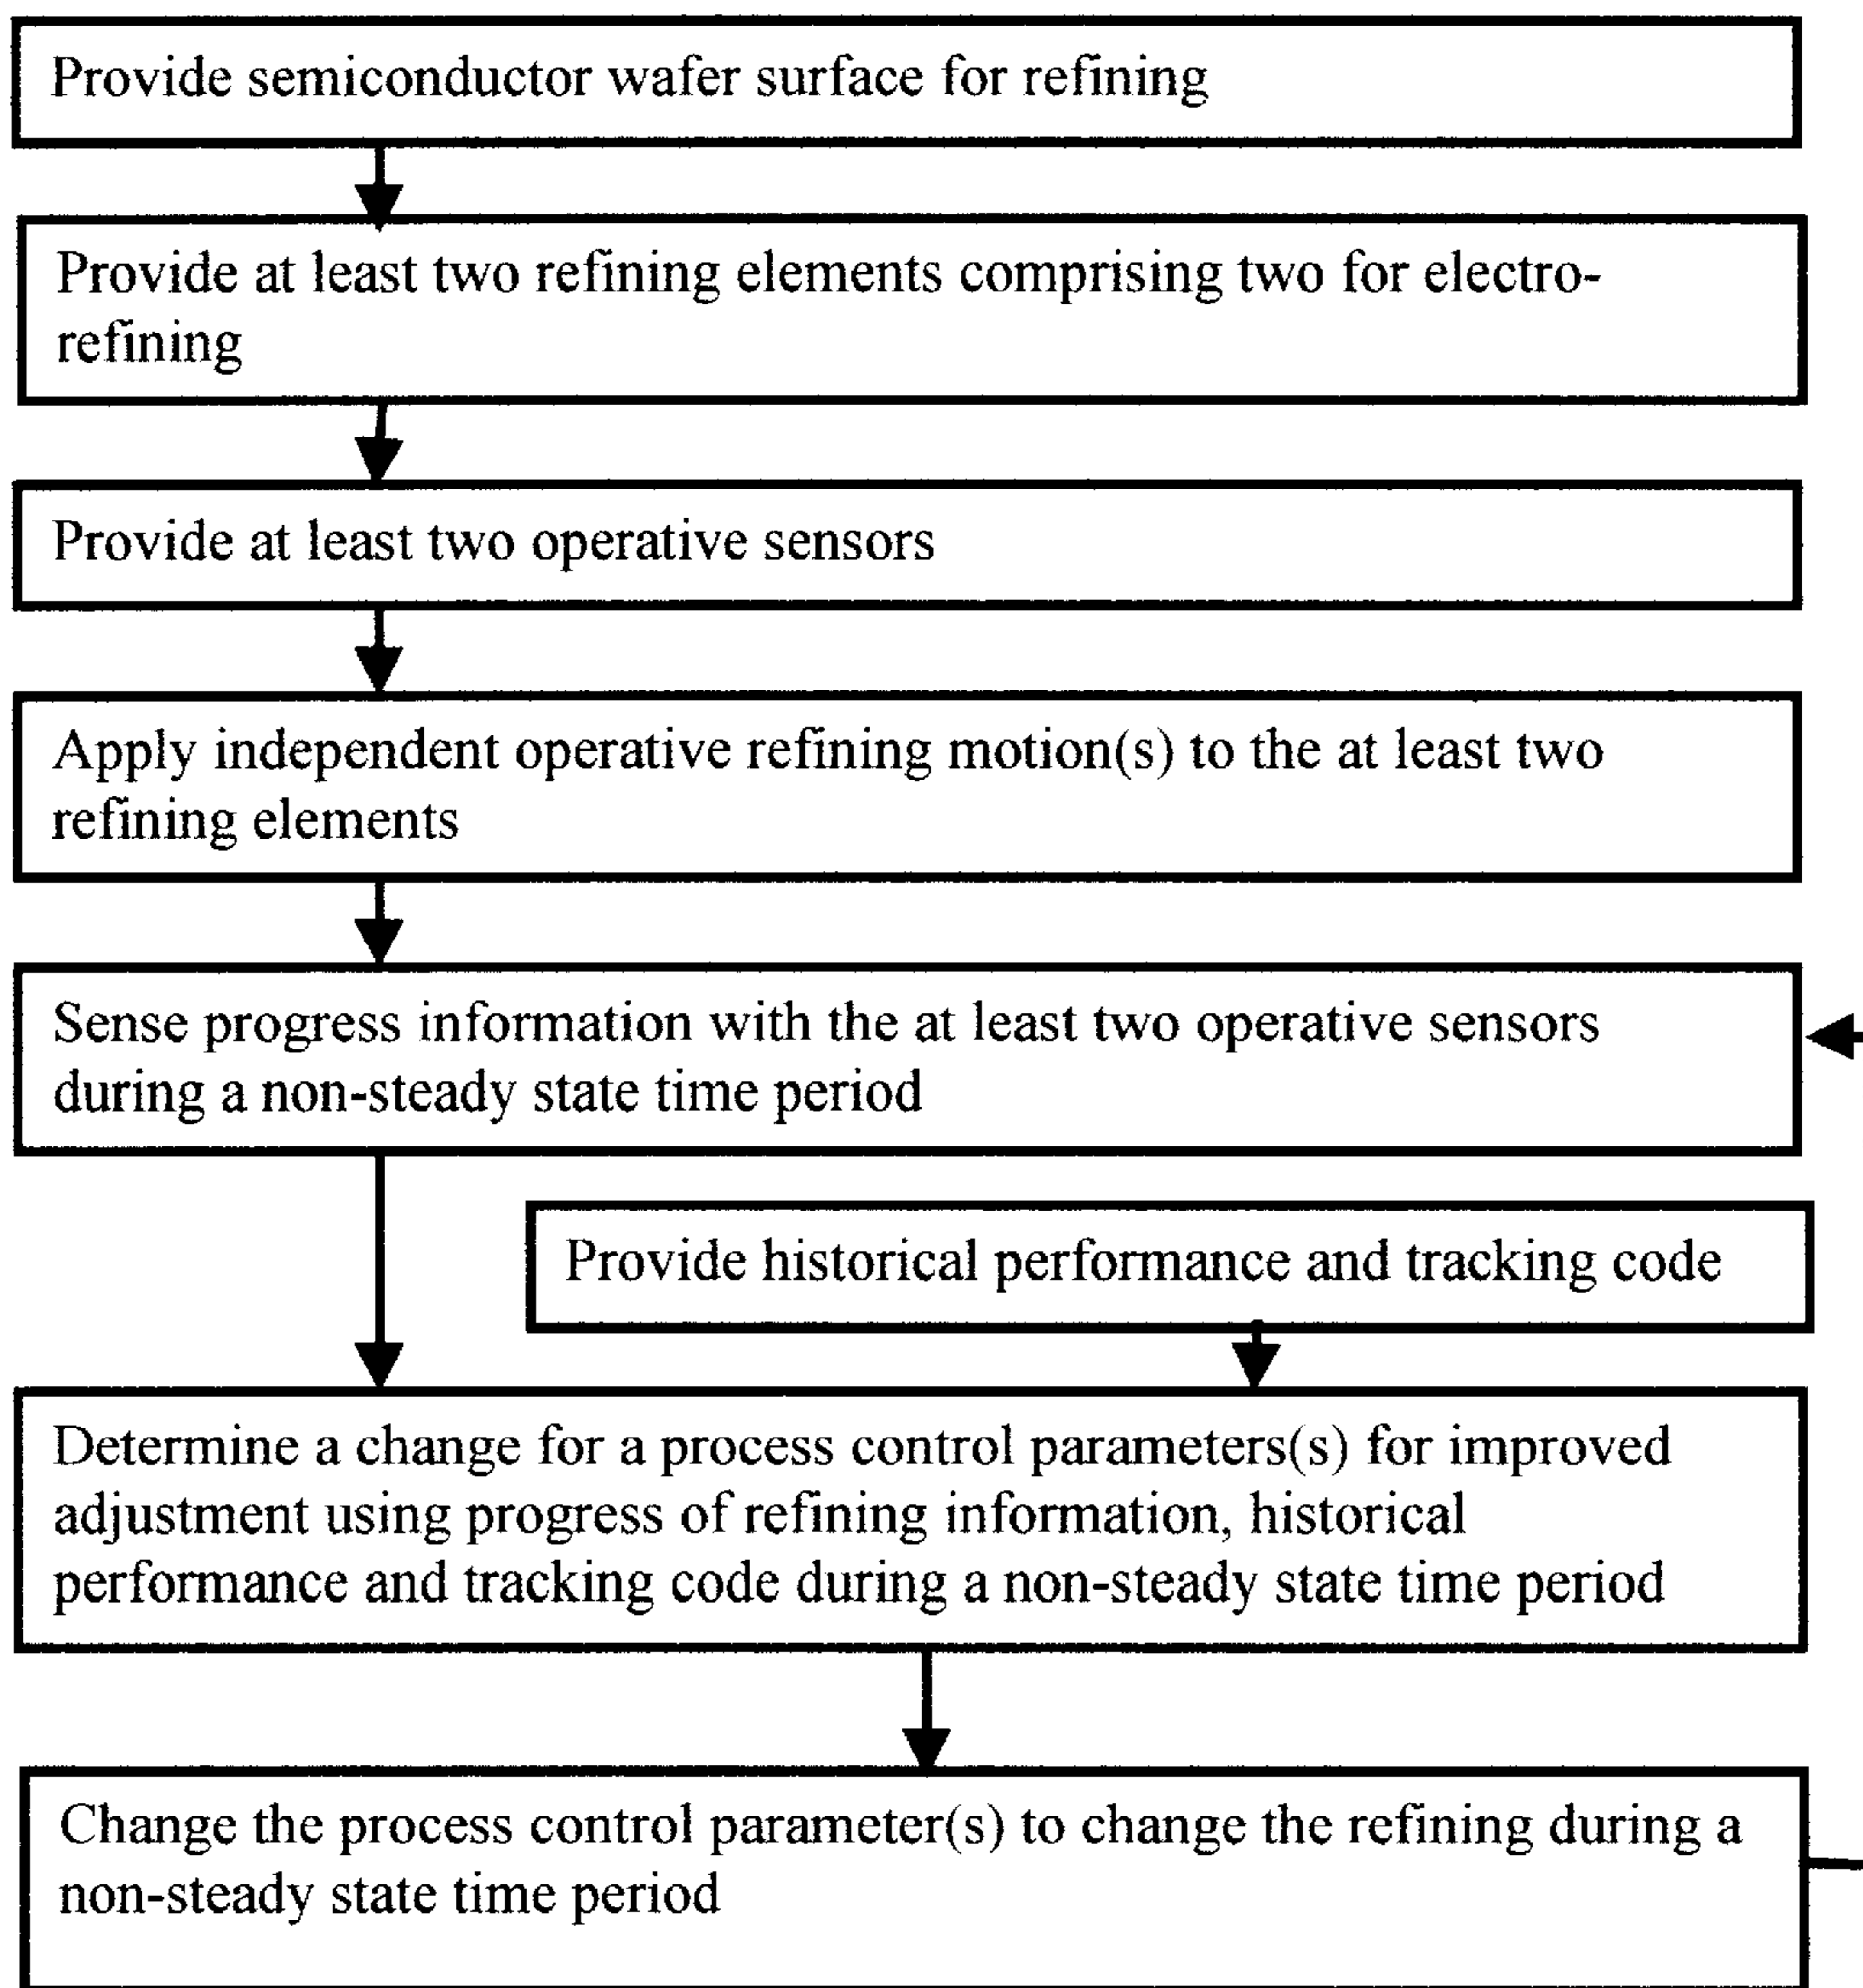 Provide semiconductor wafer surface for refining
Provide at least two refining elements comprising two for electro-
refining
Provide at least two operative sensors
Apply independent operative refining motion(s) to the at least two
refining elements
Sense progress information with the at least two operative sensors
during a non-steady state time period
Provide historical performance and tracking code
Determine a change for a process control parameters(s) for improved
adjustment using progress of refining information, historical
performance and tracking code during a non-steady state time period
Change the process control parameter(s) to change the refining during a
non-steady state time period